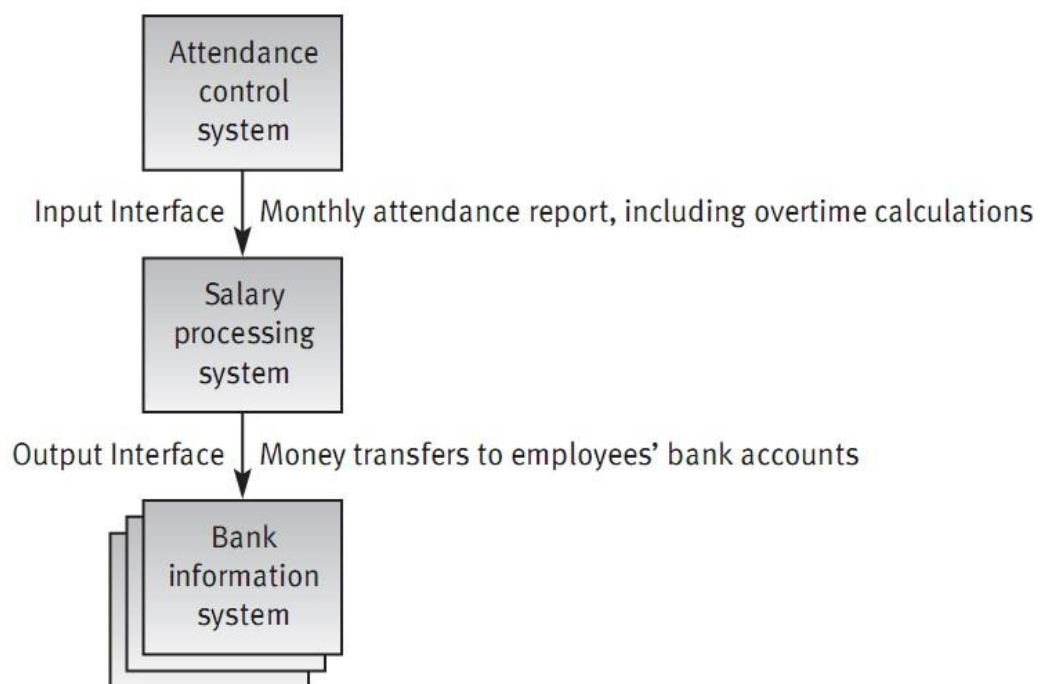 Attendance
control
system
Input Interface
Monthly attendance report, including overtime calculations
Salary
processing
system
Output Interface
Money transfers to employees’ bank accounts
Bank
information
system